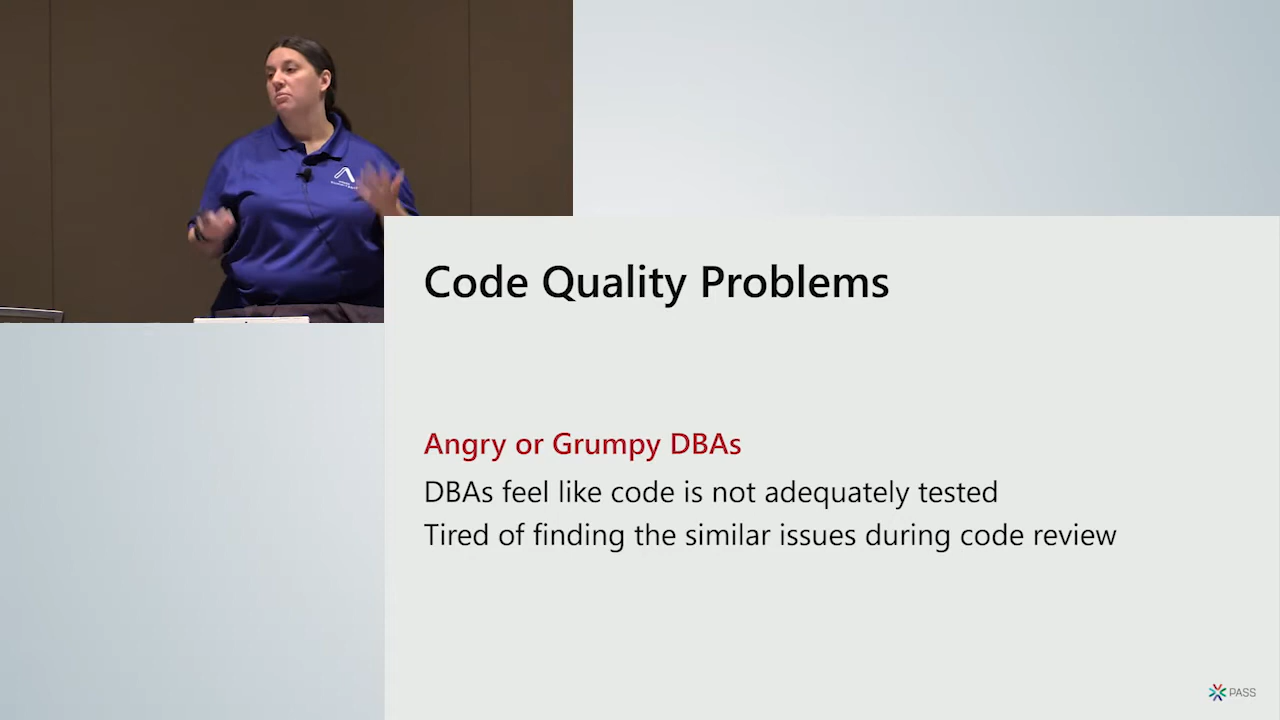 Code Quality Problems
Angry or Grumpy DBAs
DBAs feel like code is not adequately tested
Tired of finding the similar issues during code review
PASS